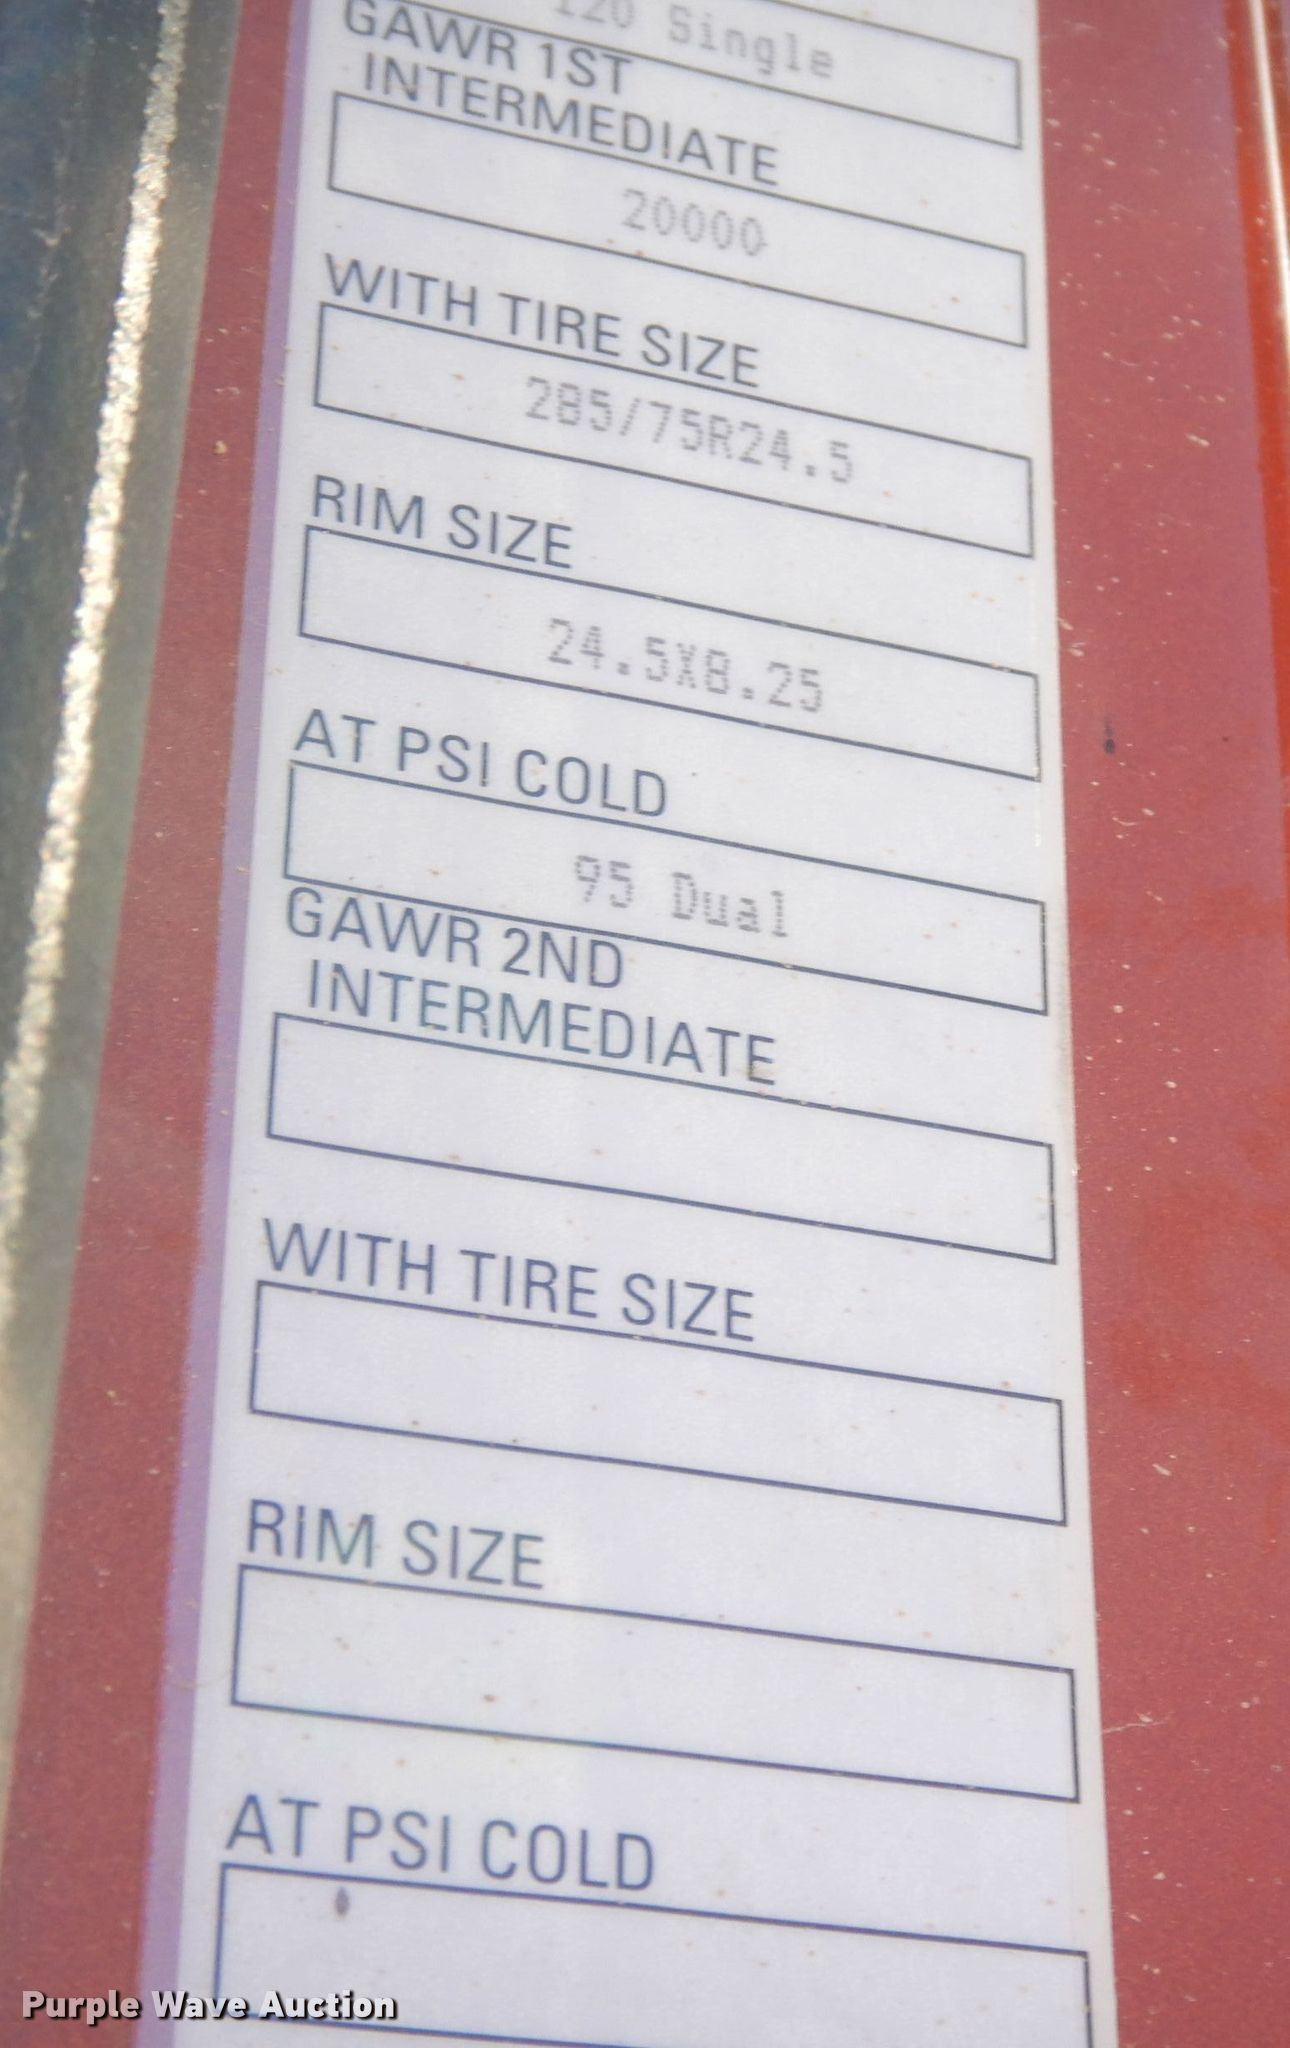 120 Single
GAWR 1ST
INTERMEDIATE
20000
WITH TIRE SIZE
285/75R24.5
RIM SIZE
24.5x8.25
AT PSI COLD
95 Dual
GAWR 2ND
INTERMEDIATE
WITH TIRE SIZE
RIM SIZE
AT PSI COLD
Purple Wave Auction